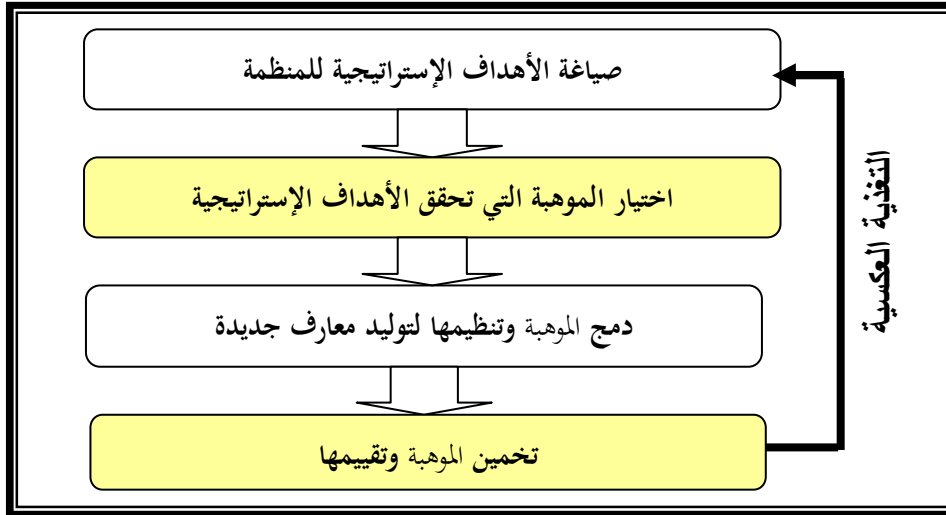 صياغة الأهداف الإستراتيجية للمنظمة
اختيار الموهبة التي تحقق الأهداف الإستراتيجية
دمج الموهبة وتنظيمها لتوليد معارف جديدة
تخمين الموهبة وتقييمها
التغذية العكسية